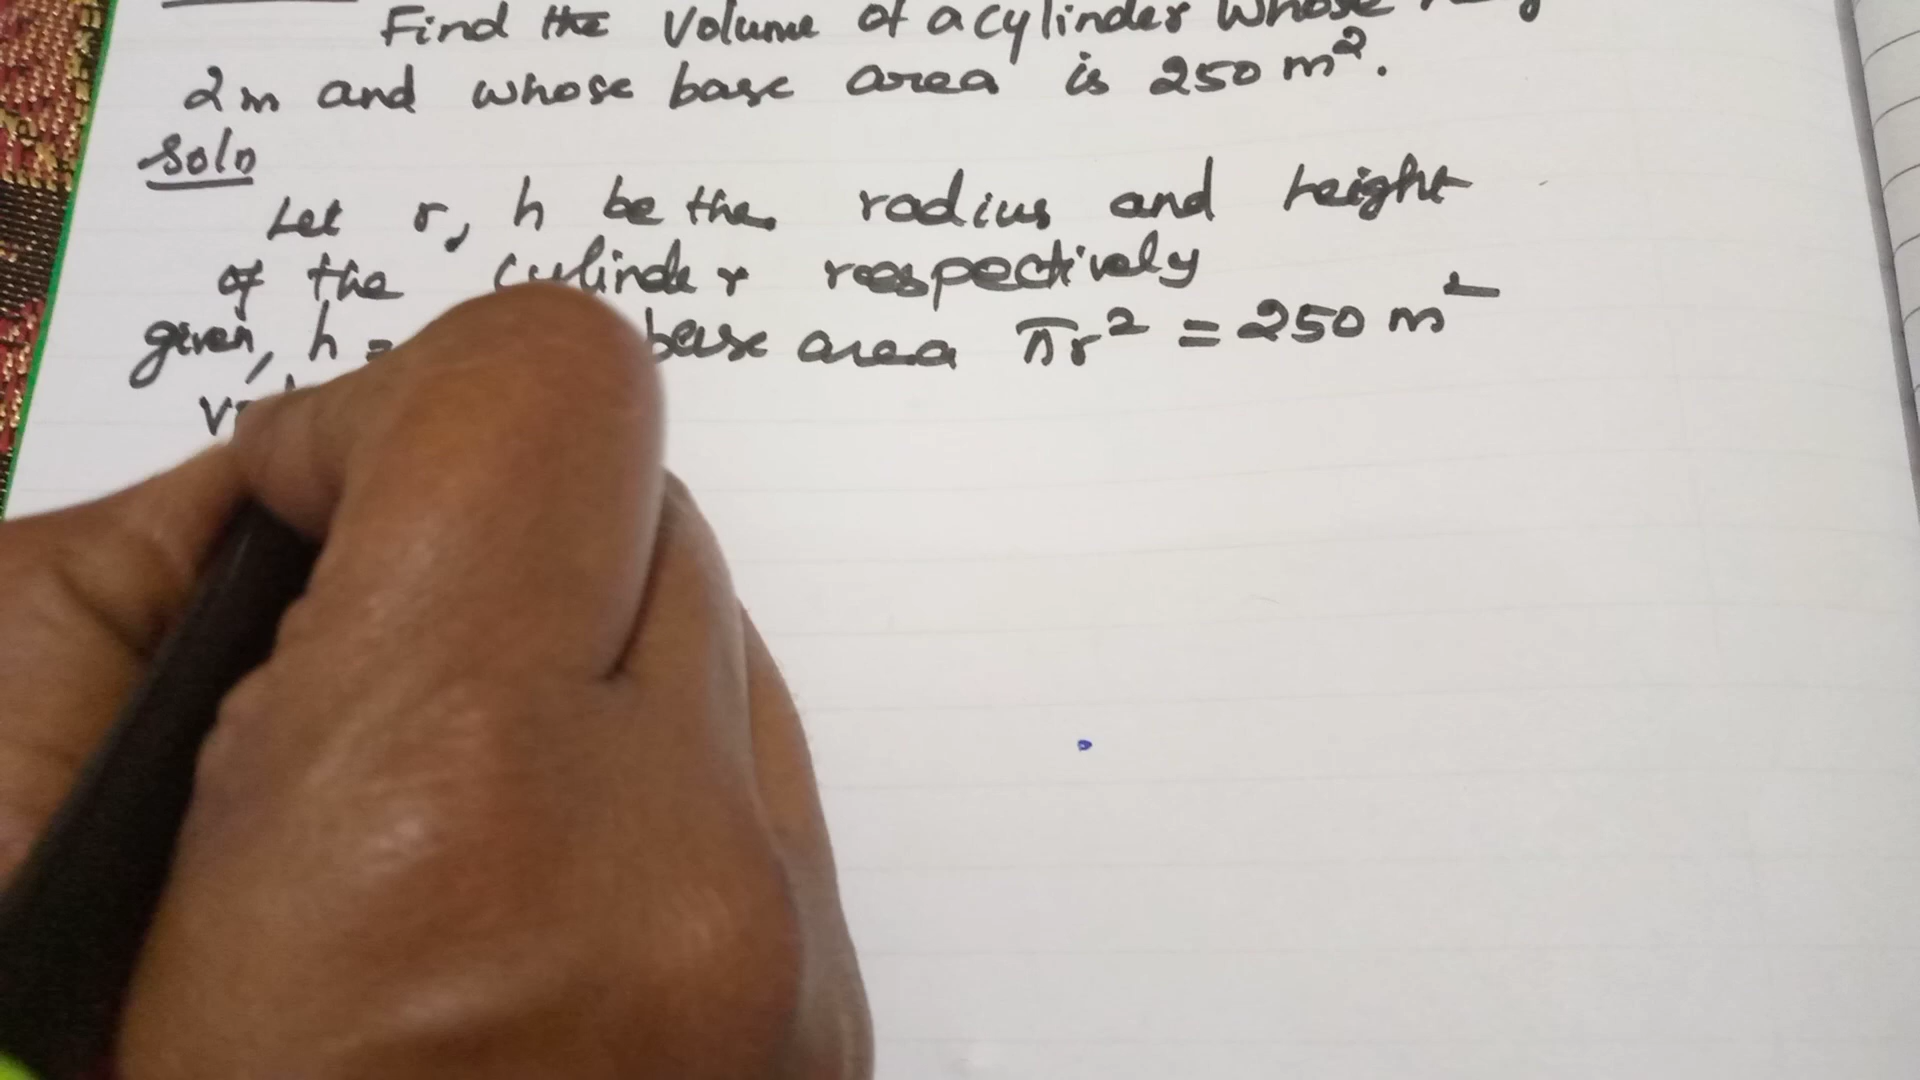 Find the Volume of a cylinder Whose
2m and whose base area is 250 m².
Soln
Let r, h be the radius and height
of the cylinder respectively
given, h = base area πr² = 250 m²